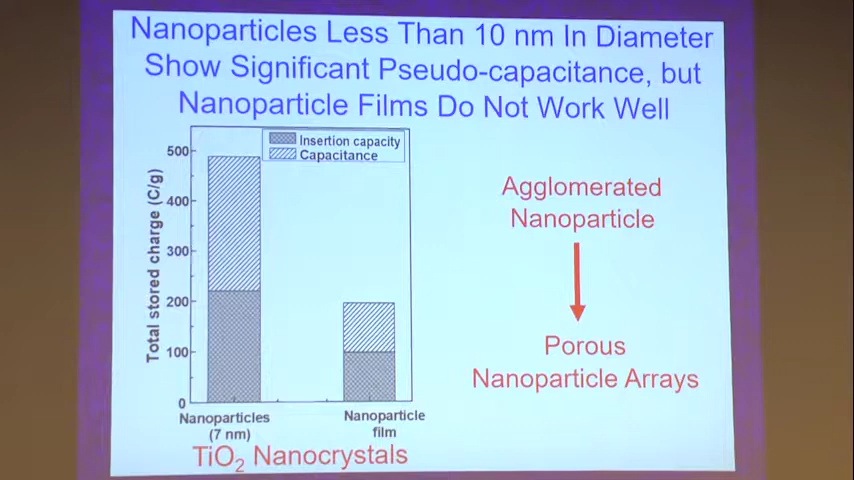 Nanoparticles Less Than 10 nm In Diameter
Show Significant Pseudo-capacitance, but
Nanoparticle Films Do Not Work Well
Insertion capacity
Capacitance
Total stored charge (C/g)
500
400
300
200
100
0
Nanoparticles
(7 nm)
Nanoparticle
film
TiO₂ Nanocrystals
Agglomerated
Nanoparticle
Porous
Nanoparticle Arrays